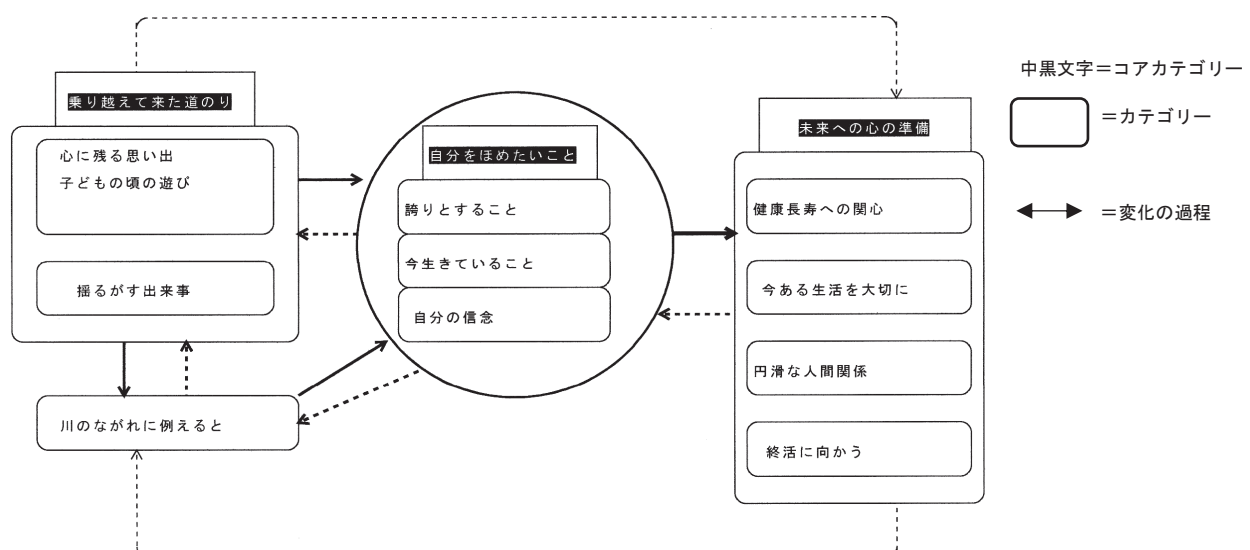 乗り越えて来た道のり
心に残る思い出
子どもの頃の遊び
揺るがす出来事
川のながれに例えると
自分をほめたいこと
誇りとすること
今生きていること
自分の信念
未来への心の準備
健康長寿への関心
今ある生活を大切に
円滑な人間関係
終活に向かう
中黒文字＝コアカテゴリー
＝カテゴリー
＝変化の過程